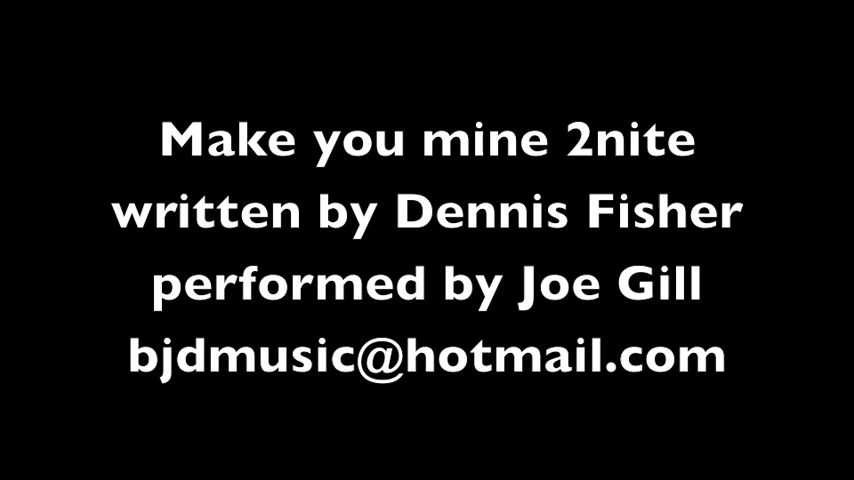 Make you mine 2nite
written by Dennis Fisher
performed by Joe Gill
bjdmusic@hotmail.com